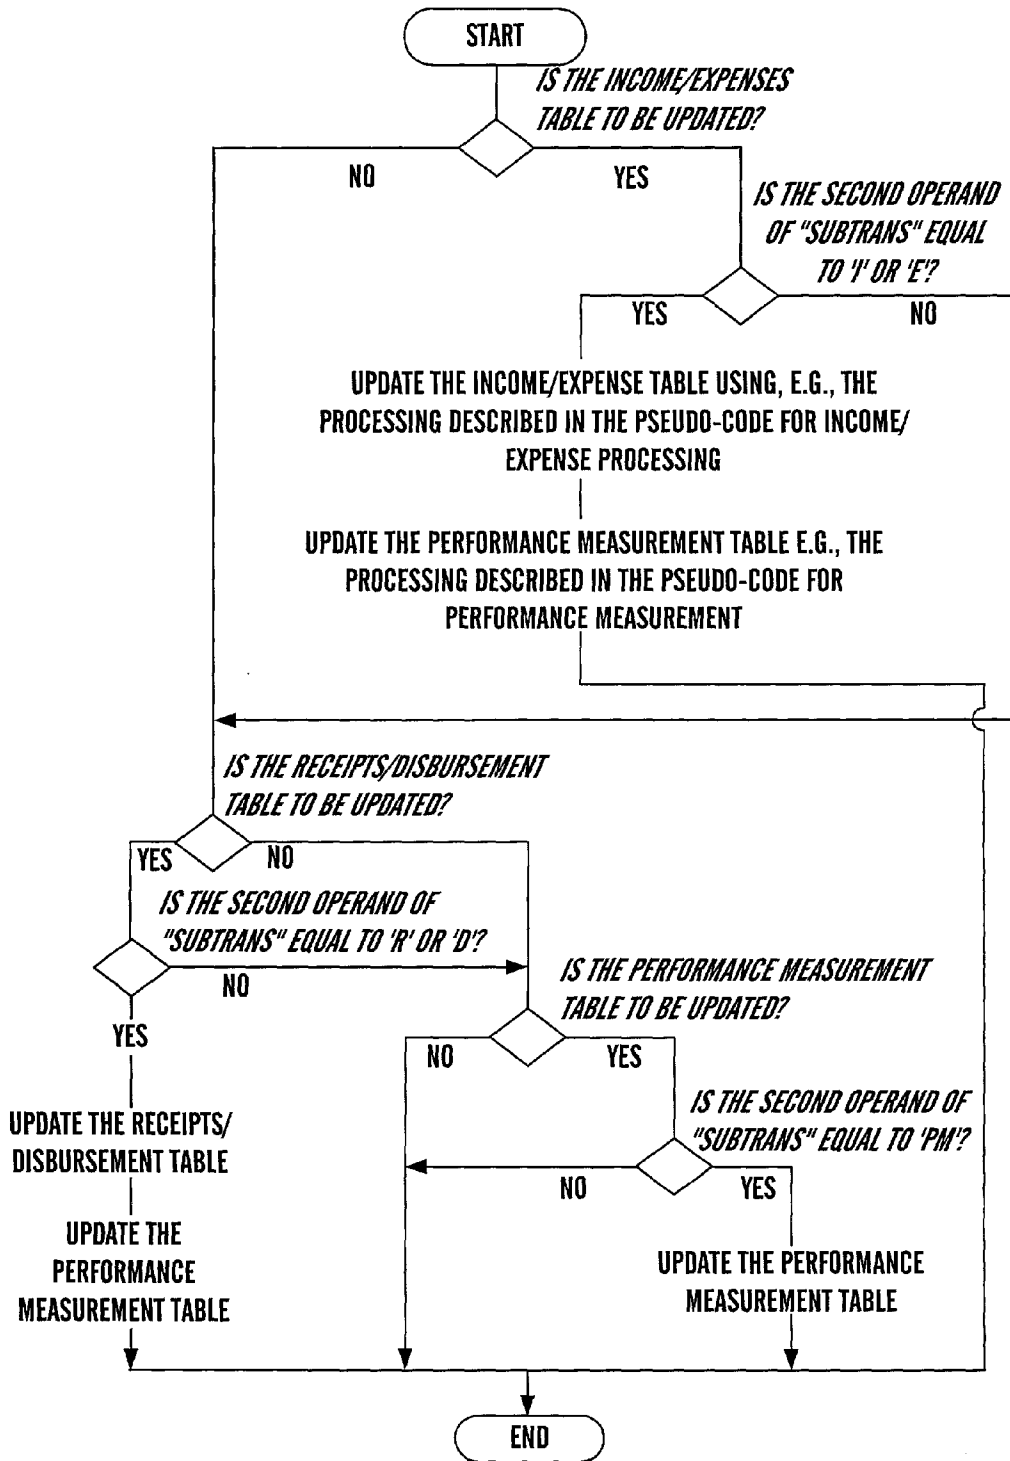 START
IS THE INCOME/EXPENSES
TABLE TO BE UPDATED?
NO
YES
IS THE SECOND OPERAND
OF "SUBTRANS" EQUAL
TO 'I' OR 'E'?
YES
NO
UPDATE THE INCOME/EXPENSE TABLE USING, E.G., THE
PROCESSING DESCRIBED IN THE PSEUDO-CODE FOR INCOME/
EXPENSE PROCESSING
UPDATE THE PERFORMANCE MEASUREMENT TABLE E.G., THE
PROCESSING DESCRIBED IN THE PSEUDO-CODE FOR
PERFORMANCE MEASUREMENT
IS THE RECEIPTS/DISBURSEMENT
TABLE TO BE UPDATED?
YES
NO
IS THE SECOND OPERAND OF
"SUBTRANS" EQUAL TO 'R' OR 'D'?
NO
YES
IS THE PERFORMANCE MEASUREMENT
TABLE TO BE UPDATED?
NO
YES
IS THE SECOND OPERAND OF
"SUBTRANS" EQUAL TO 'PM'?
NO
YES
UPDATE THE RECEIPTS/
DISBURSEMENT TABLE
UPDATE THE
PERFORMANCE
MEASUREMENT TABLE
UPDATE THE PERFORMANCE
MEASUREMENT TABLE
END